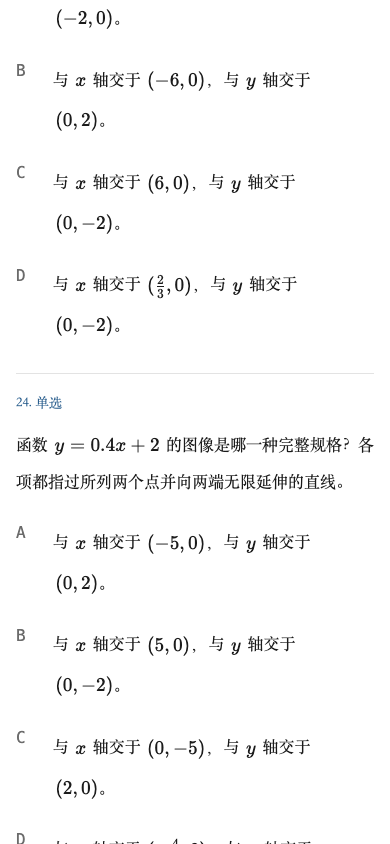 (−2, 0)。
B
与 x 轴交于 (−6, 0)，与 y 轴交于
(0, 2)。
C
与 x 轴交于 (6, 0)，与 y 轴交于
(0, −2)。
D
与 x 轴交于 (2/3, 0)，与 y 轴交于
(0, −2)。
24. 单选
函数 y = 0.4x + 2 的图像是哪一种完整规格？各
项都指过所列两个点并向两端无限延伸的直线。
A
与 x 轴交于 (−5, 0)，与 y 轴交于
(0, 2)。
B
与 x 轴交于 (5, 0)，与 y 轴交于
(0, −2)。
C
与 x 轴交于 (0, −5)，与 y 轴交于
(2, 0)。
D